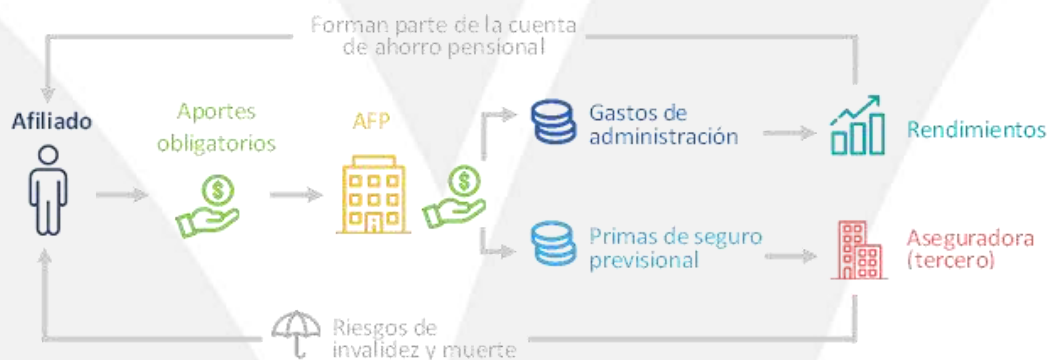 Forman parte de la cuenta
de ahorro pensional
Afiliado
Aportes
obligatorios
AFP
$
$
Gastos de
administración
Rendimientos
Primas de seguro
previsional
Aseguradora
(tercero)
Riesgos de
invalidez y muerte